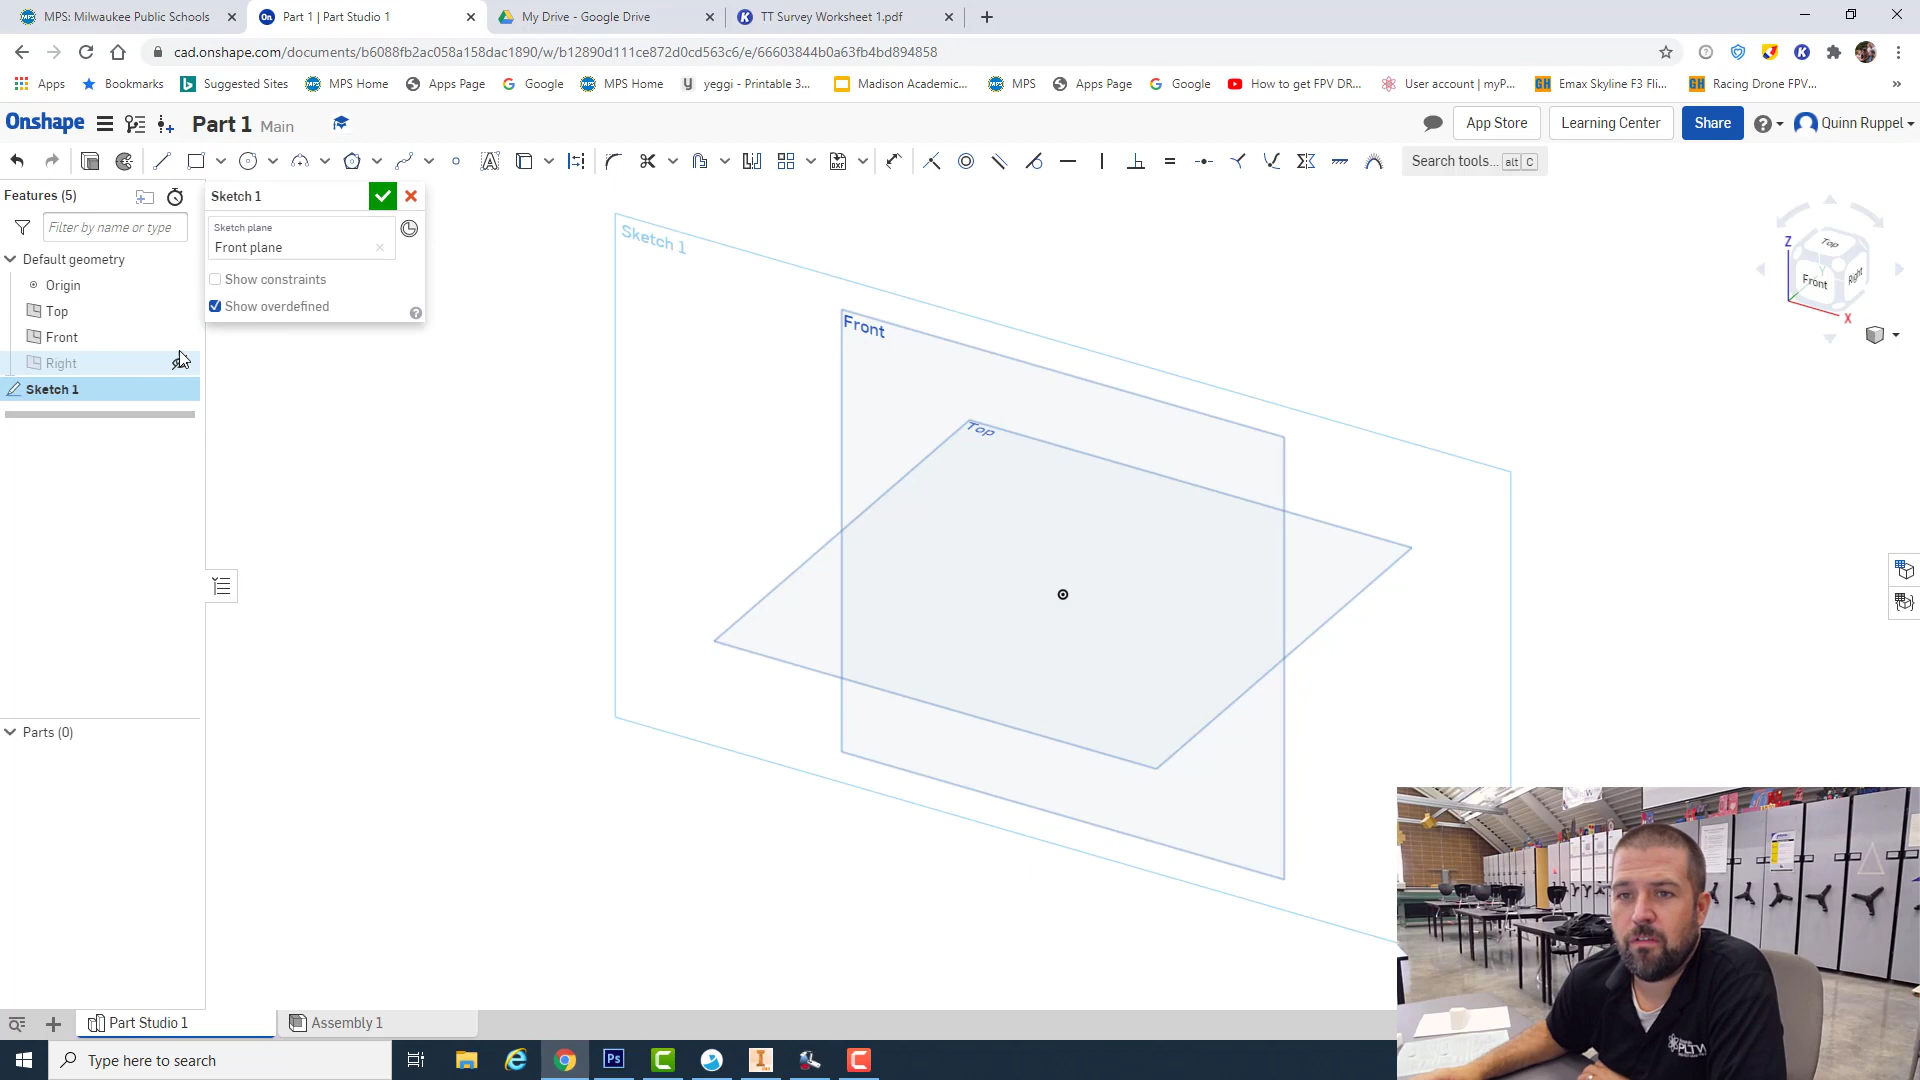 MPS: Milwaukee Public Schools
Part 1 | Part Studio 1
My Drive - Google Drive
TT Survey Worksheet 1.pdf
cad.onshape.com/documents/b6088fb2ac058a158dac1890/w/b12890d111ce872d0cd563c6/e/66603844b0a63fb4bd894858
Apps
Bookmarks
Suggested Sites
MPS Home
Apps Page
Google
MPS Home
yeggi - Printable 3...
Madison Academic...
MPS
Apps Page
Google
How to get FPV DR...
User account | myP...
Emax Skyline F3 Fli...
Racing Drone FPV...
Onshape
Part 1 Main
App Store
Learning Center
Share
Quinn Ruppel
Search tools... alt C
Features (5)
Filter by name or type
Default geometry
Origin
Top
Front
Right
Sketch 1
Sketch 1
Sketch plane
Front plane
Show constraints
Show overdefined
Sketch 1
Front
Top
Z
Top
Y
Front
Right
X
Parts (0)
Part Studio 1
Assembly 1
Type here to search
PLTW